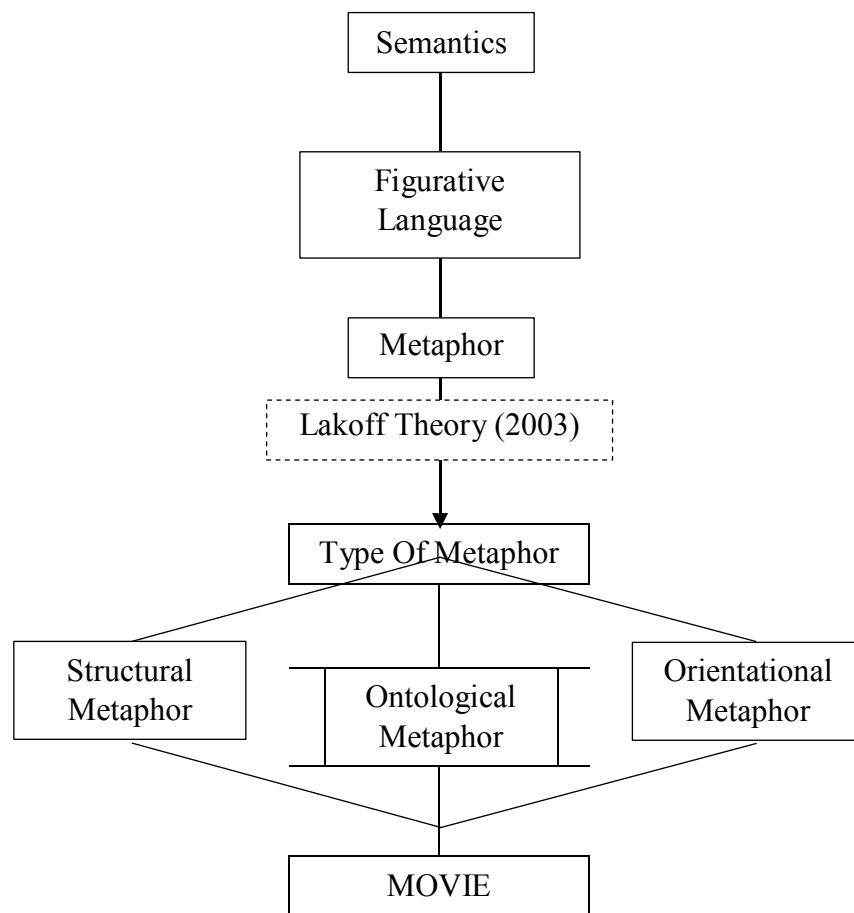 Semantics
Figurative
Language
Metaphor
Lakoff Theory (2003)
Type Of Metaphor
Structural
Metaphor
Ontological
Metaphor
Orientational
Metaphor
MOVIE